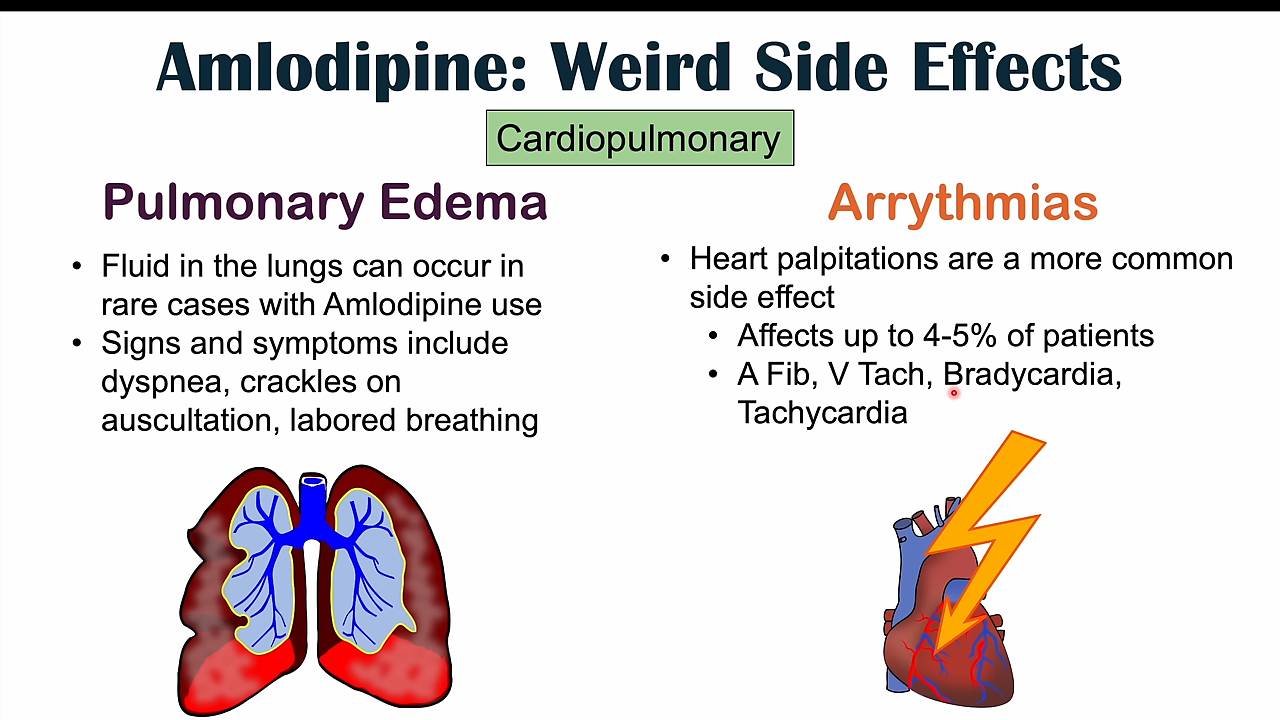 Amlodipine: Weird Side Effects
Cardiopulmonary
Pulmonary Edema
• Fluid in the lungs can occur in
rare cases with Amlodipine use
• Signs and symptoms include
dyspnea, crackles on
auscultation, labored breathing
Arrythmias
• Heart palpitations are a more common
side effect
• Affects up to 4-5% of patients
• A Fib, V Tach, Bradycardia,
Tachycardia